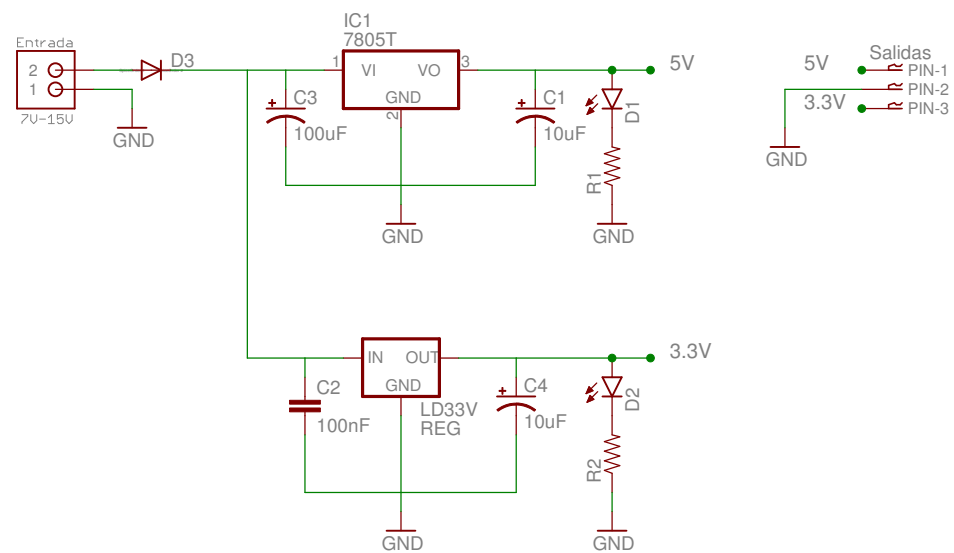 Entrada
2
1
7V-15V
GND
D3
IC1
7805T
1
VI
VO
3
GND
2
C3
100uF
C1
10uF
GND
D1
R1
GND
5V
Salidas
5V
PIN-1
PIN-2
3.3V
PIN-3
GND
IN
OUT
GND
LD33V
REG
C2
100nF
C4
10uF
GND
D2
R2
GND
3.3V